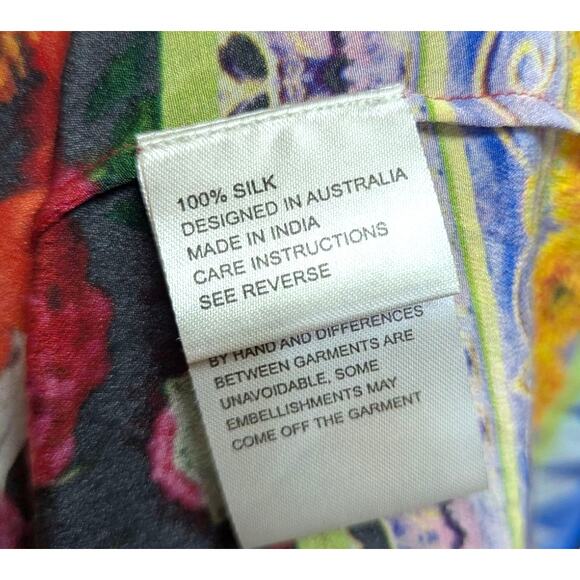 100% SILK
DESIGNED IN AUSTRALIA
MADE IN INDIA
CARE INSTRUCTIONS
SEE REVERSE
BY HAND AND DIFFERENCES
BETWEEN GARMENTS ARE
UNAVOIDABLE, SOME
EMBELLISHMENTS MAY
COME OFF THE GARMENT